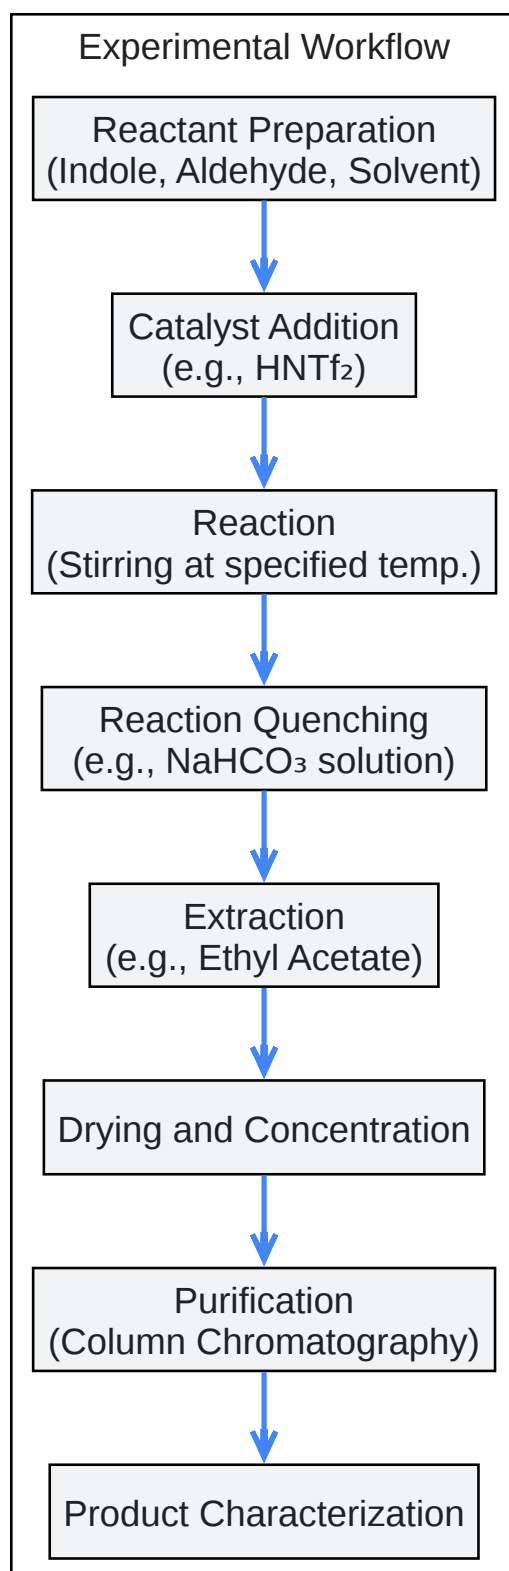 Experimental Workflow
Reactant Preparation
(Indole, Aldehyde, Solvent)
Catalyst Addition
(e.g., HNTf₂)
Reaction
(Stirring at specified temp.)
Reaction Quenching
(e.g., NaHCO₃ solution)
Extraction
(e.g., Ethyl Acetate)
Drying and Concentration
Purification
(Column Chromatography)
Product Characterization